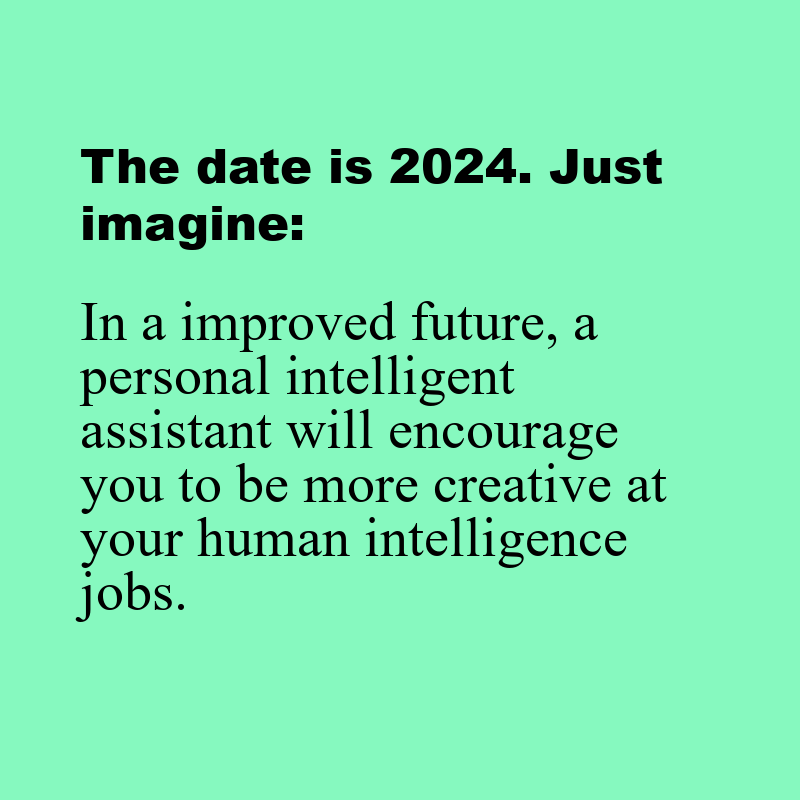 The date is 2024. Just
imagine:
In a improved future, a
personal intelligent
assistant will encourage
you to be more creative at
your human intelligence
jobs.